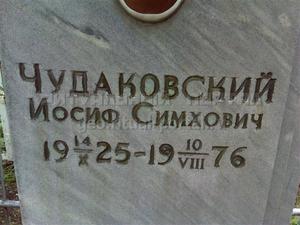 ЧУДАКОВСКИЙ
ИОСИФ СИМХОВИЧ
19 14/X 25-19 10/VIII 76